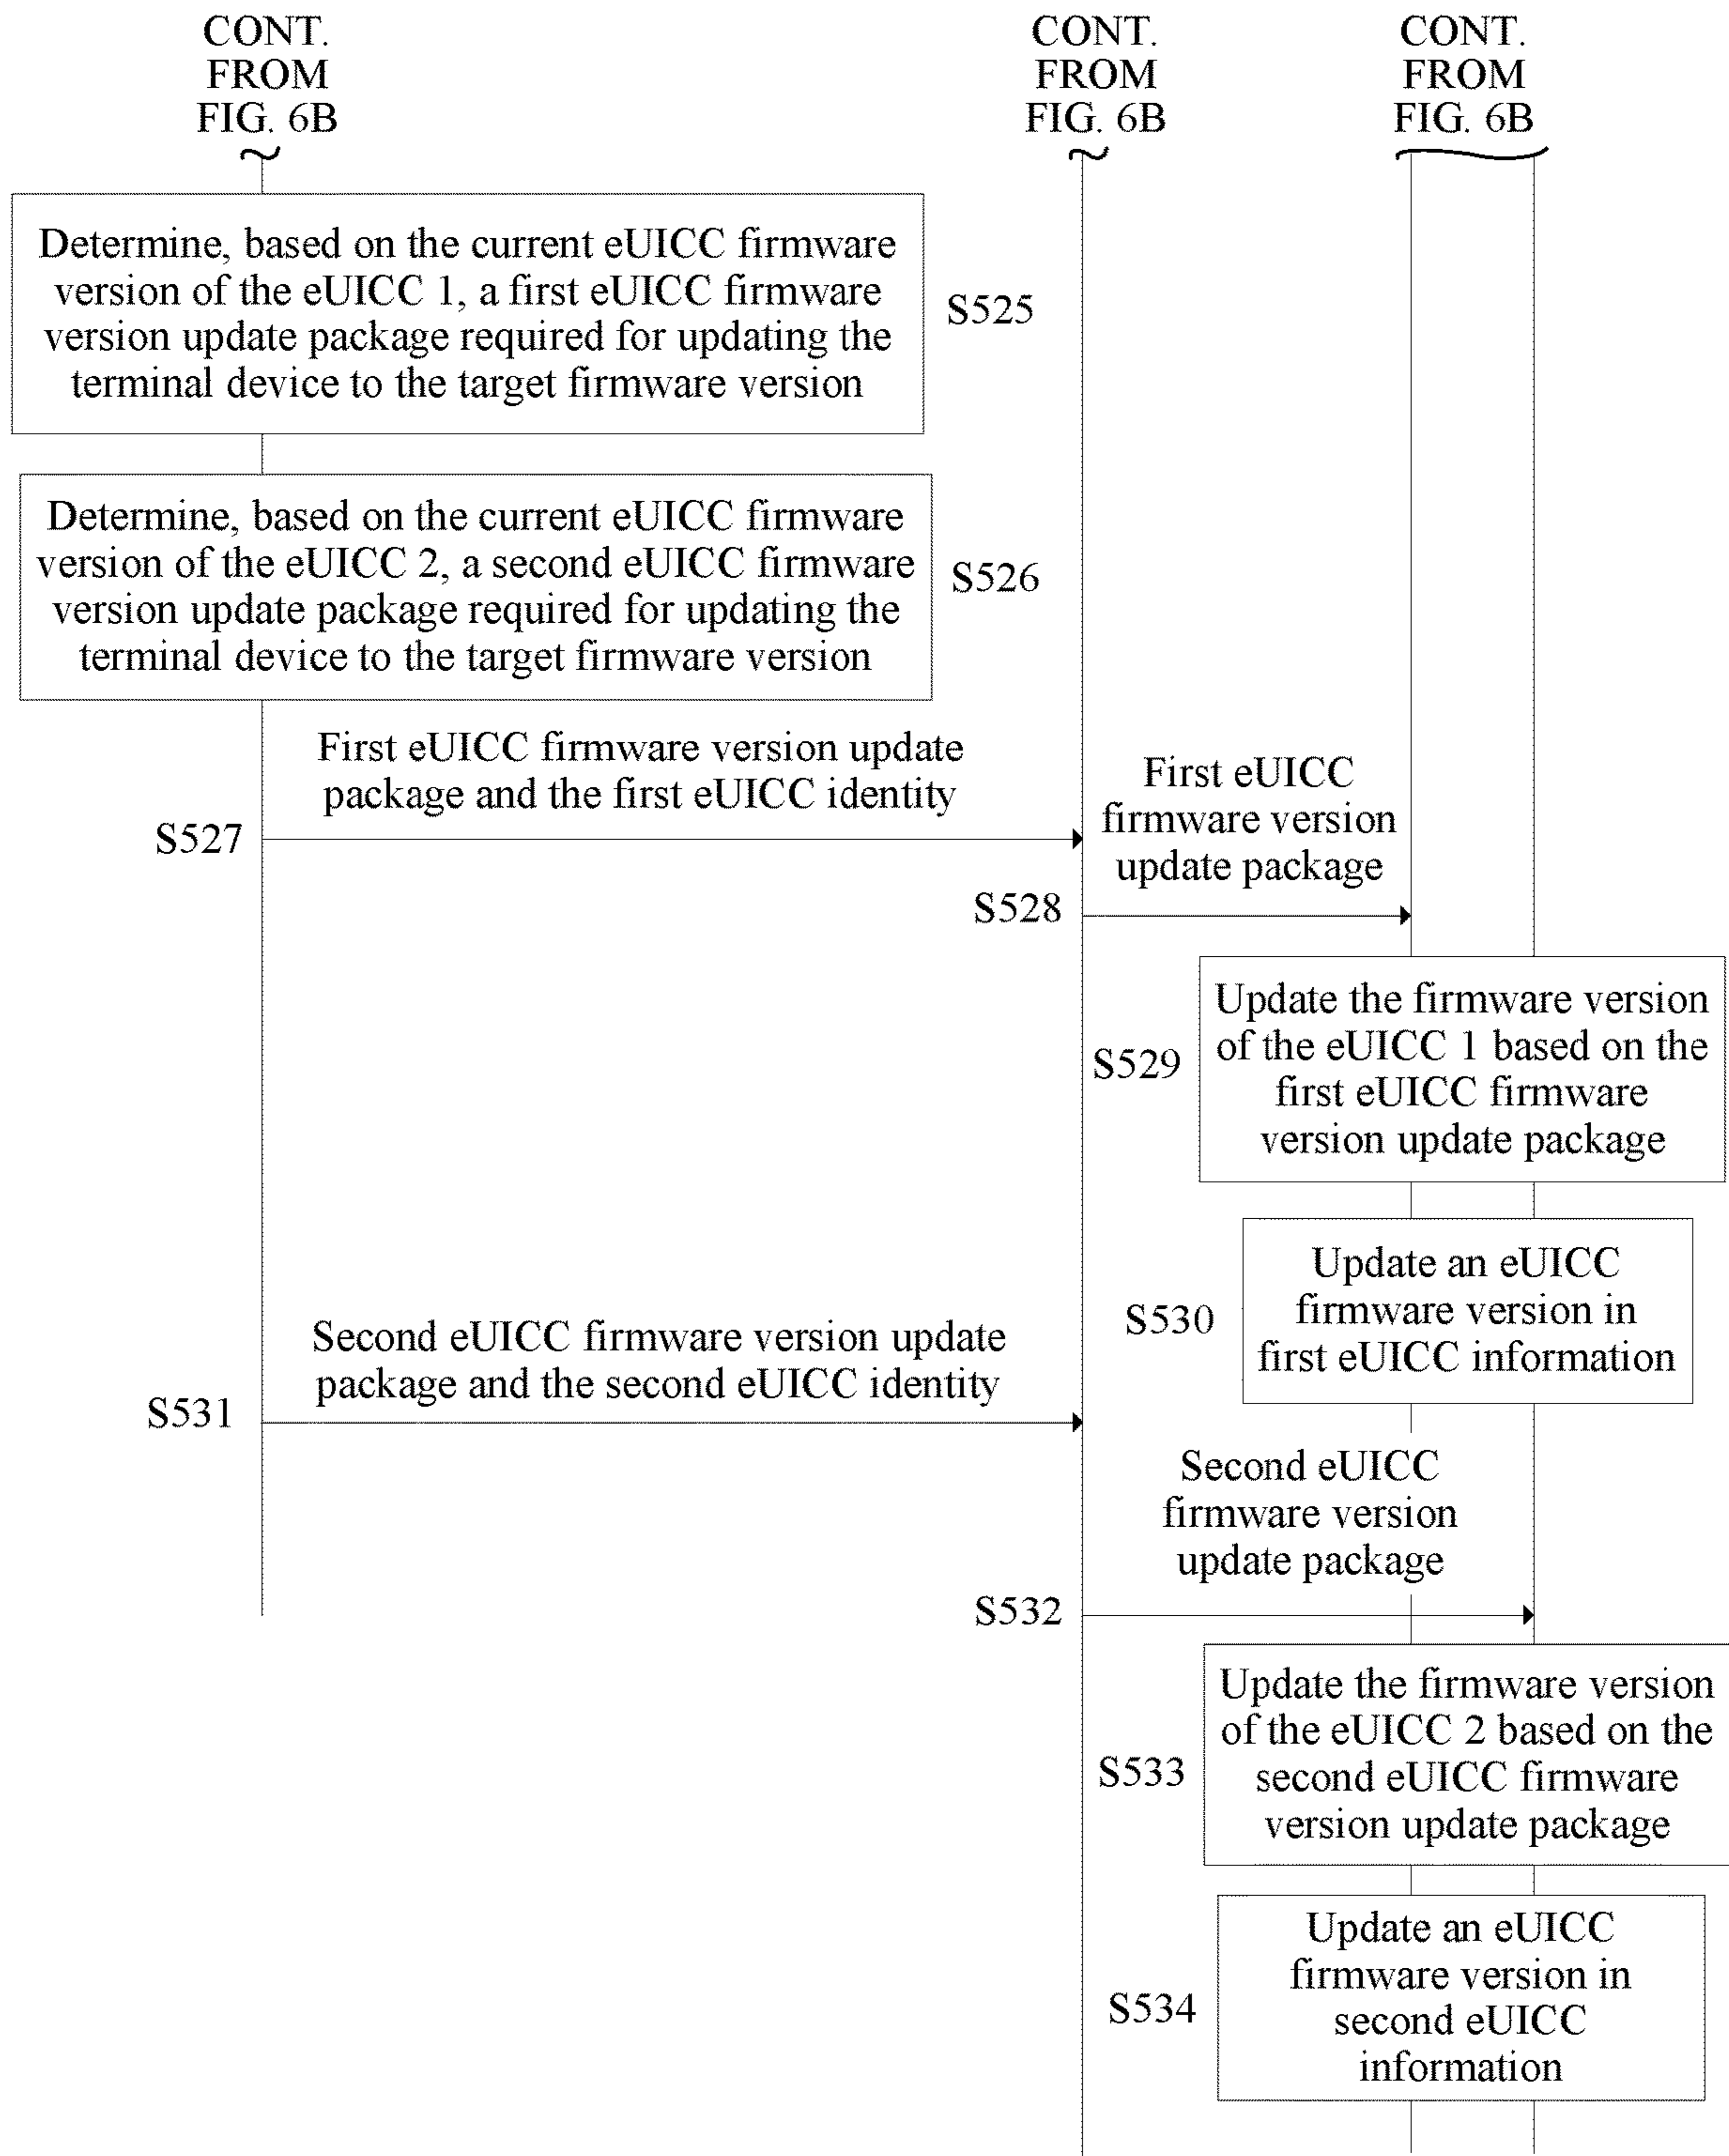 CONT.
FROM
FIG. 6B
CONT.
FROM
FIG. 6B
CONT.
FROM
FIG. 6B
Determine, based on the current eUICC firmware
version of the eUICC 1, a first eUICC firmware
version update package required for updating the
terminal device to the target firmware version
S525
Determine, based on the current eUICC firmware
version of the eUICC 2, a second eUICC firmware
version update package required for updating the
terminal device to the target firmware version
S526
First eUICC firmware version update
package and the first eUICC identity
S527
First eUICC
firmware version
update package
S528
Update the firmware version
of the eUICC 1 based on the
first eUICC firmware
version update package
S529
Update an eUICC
firmware version in
first eUICC information
S530
Second eUICC firmware version update
package and the second eUICC identity
S531
Second eUICC
firmware version
update package
S532
Update the firmware version
of the eUICC 2 based on the
second eUICC firmware
version update package
S533
Update an eUICC
firmware version in
second eUICC
information
S534